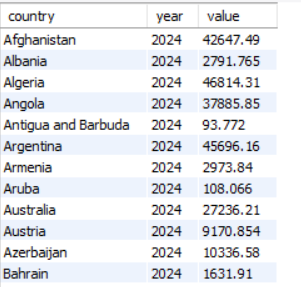 country year value
Afghanistan 2024 42647.49
Albania 2024 2791.765
Algeria 2024 46814.31
Angola 2024 37885.85
Antigua and Barbuda 2024 93.772
Argentina 2024 45696.16
Armenia 2024 2973.84
Aruba 2024 108.066
Australia 2024 27236.21
Austria 2024 9170.854
Azerbaijan 2024 10336.58
Bahrain 2024 1631.91